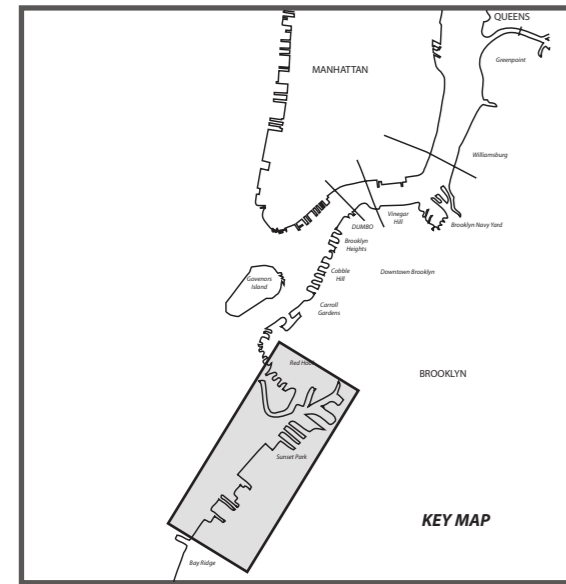 QUEENS
Greenpoint
MANHATTAN
Williamsburg
Vinegar
Hill
Brooklyn Navy Yard
DUMBO
Brooklyn
Heights
Cobble
Hill
Downtown Brooklyn
Govenors
Island
Carroll
Gardens
Red Hook
BROOKLYN
Sunset Park
KEY MAP
Bay Ridge